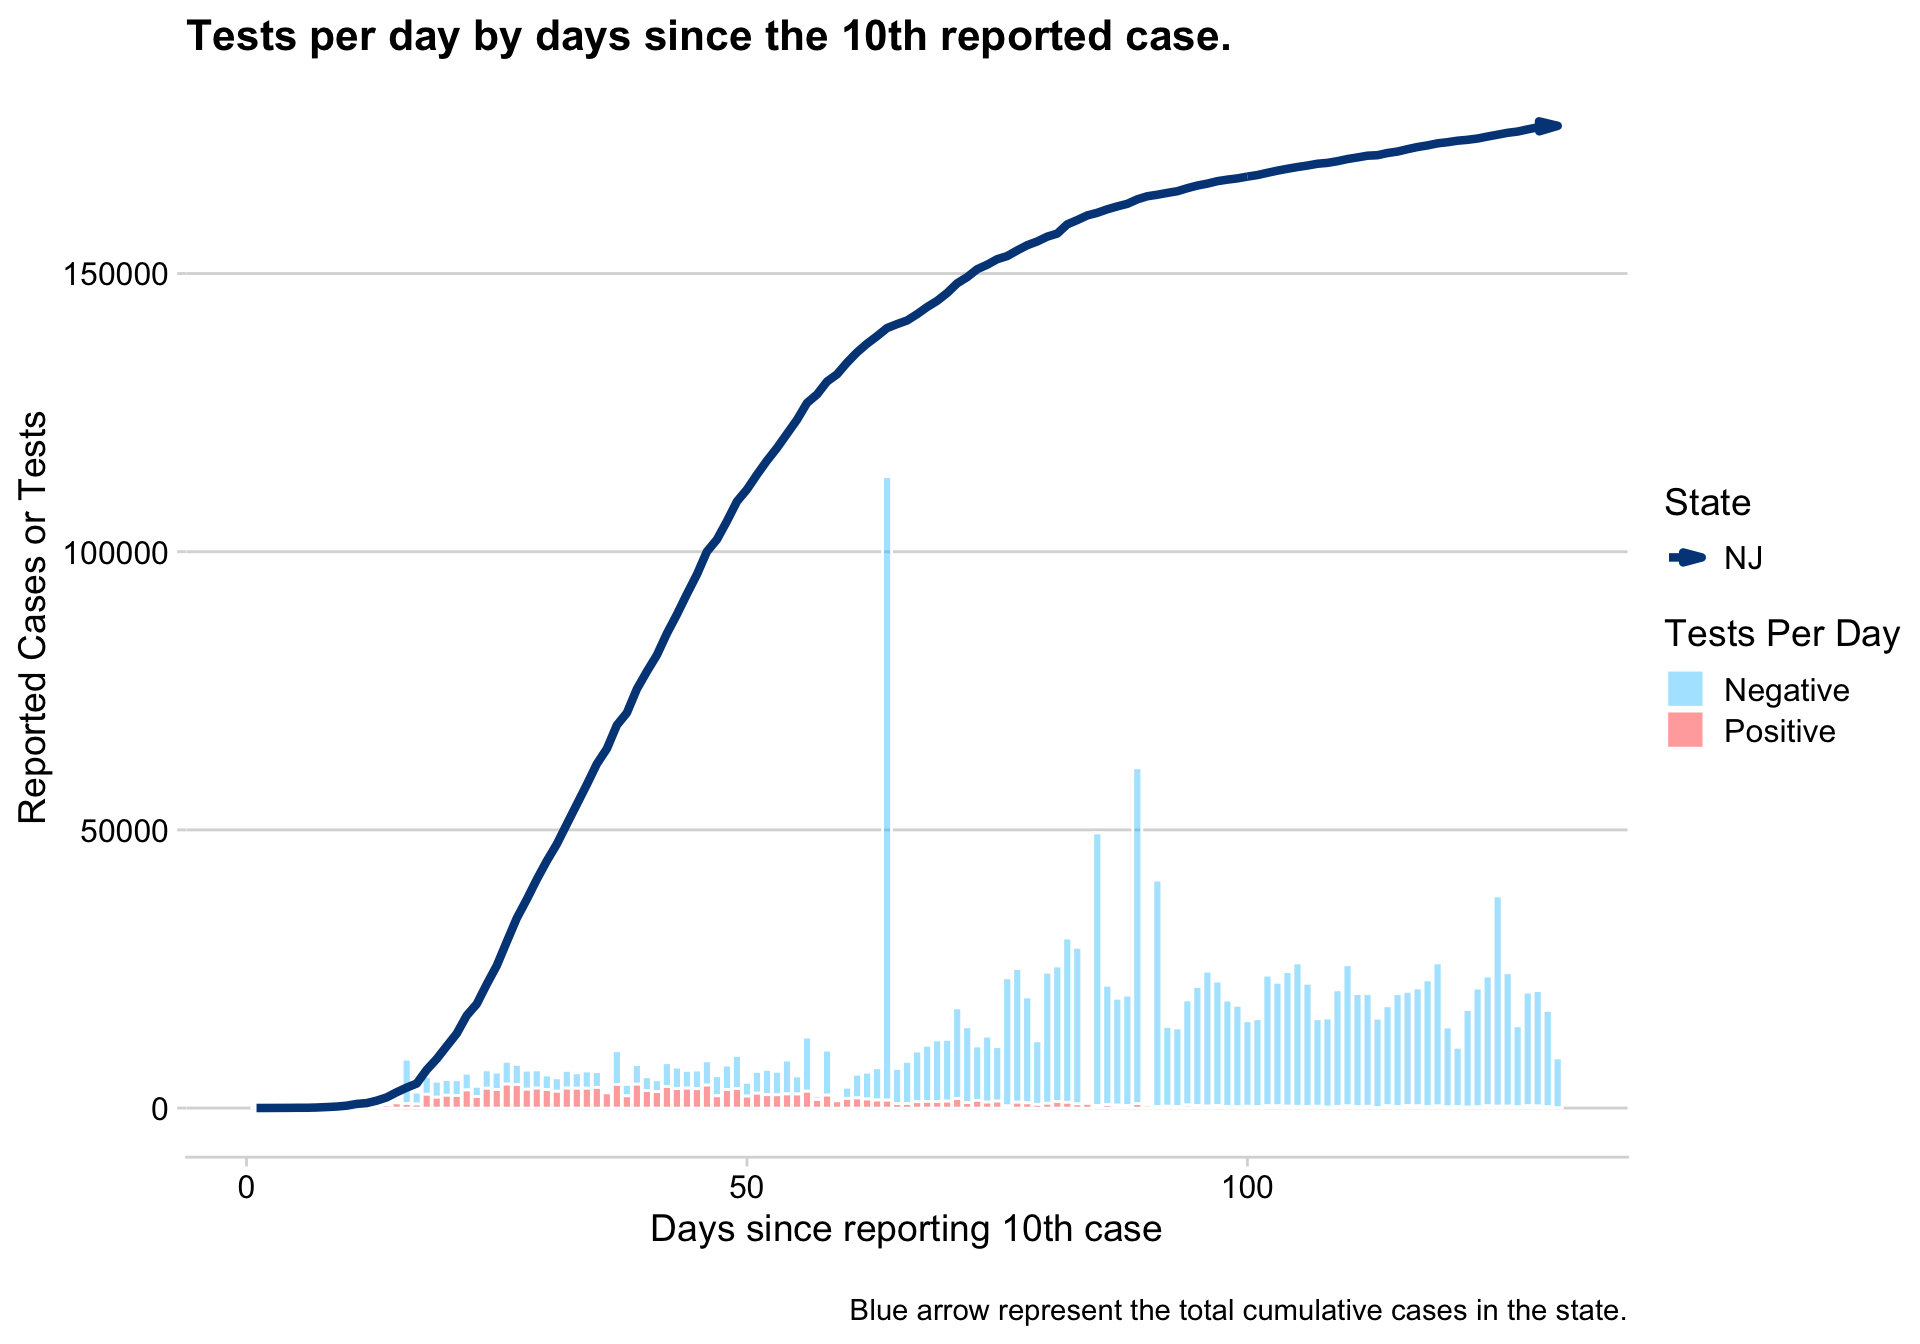 Tests per day by days since the 10th reported case.
Reported Cases or Tests
150000
100000
50000
0
0
50
100
Days since reporting 10th case
State
NJ
Tests Per Day
Negative
Positive
Blue arrow represent the total cumulative cases in the state.